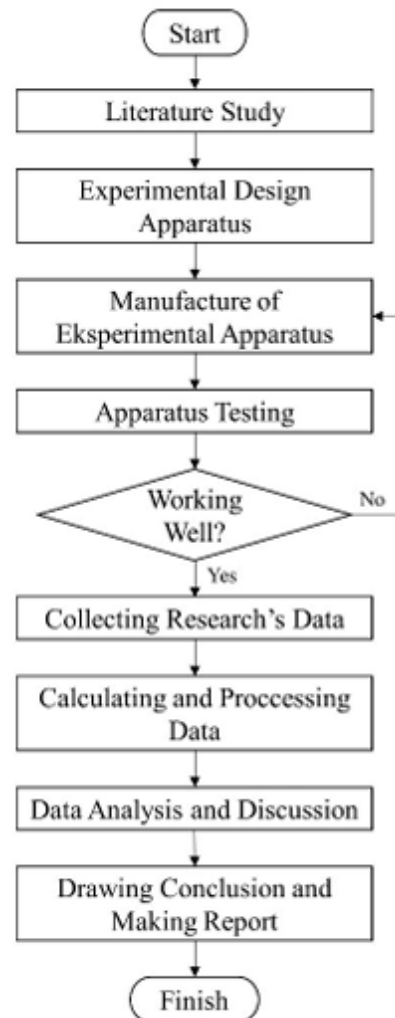 Start
Literature Study
Experimental Design
Apparatus
Manufacture of
Eksperimental Apparatus
Apparatus Testing
Working
Well?
No
Yes
Collecting Research's Data
Calculating and Proccessing
Data
Data Analysis and Discussion
Drawing Conclusion and
Making Report
Finish